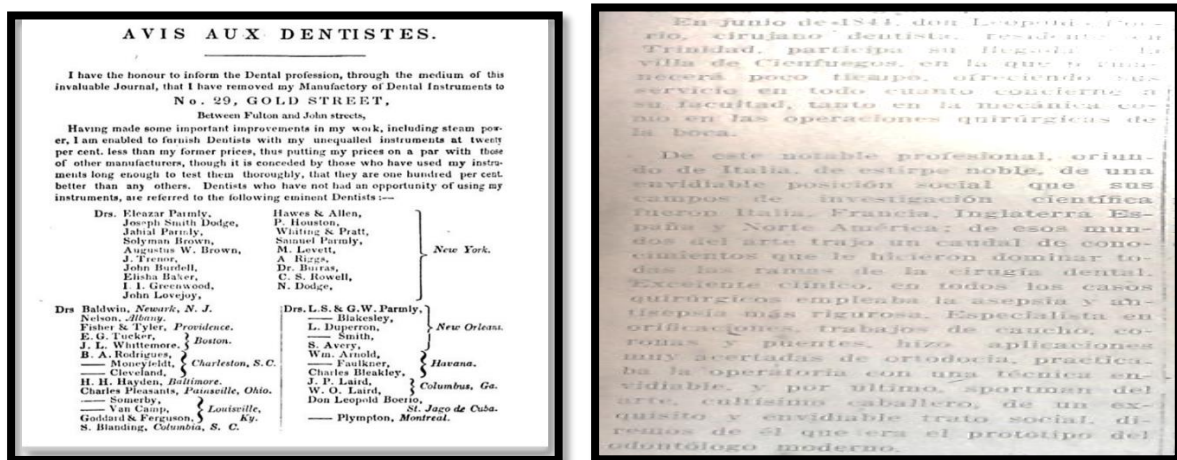 AVIS AUX DENTISTES.
I have the honour to inform the Dental profession, through the medium of this
invaluable Journal, that I have removed my Manufactory of Dental Instruments to
No. 29, GOLD STREET,
Between Fulton and John streets,
Having made some important improvements in my work, including steam pow-
er, I am enabled to furnish Dentists with my unequalled instruments at twenty
per cent. less than my former prices, thus putting my prices on a par with those
of other manufacturers, though it is conceded by those who have used my instru-
ments long enough to test them thoroughly, that they are one hundred per cent.
better than any others. Dentists who have not had an opportunity of using my
instruments, are referred to the following eminent Dentists :—
Drs. Eleazar Parmly,
Joseph Smith Dodge,
Jahial Parmly,
Solyman Brown,
Augustus W. Brown,
J. Trenor,
John Burdell,
Elisha Baker,
I. I. Greenwood,
John Lovejoy,
Hawes & Allen,
P. Houston,
Whiting & Pratt,
Samuel Parmly,
M. Levett,
A Riggs,
Dr. Burras,
C. S. Rowell,
N. Dodge,
New York.
Drs Baldwin, Newark, N. J.
Nelson, Albany.
Fisher & Tyler, Providence.
E. G. Tucker,
J. L. Whittemore.
Boston.
B. A. Rodrigues,
— Moneyfeldt,
— Cleveland,
Charleston, S. C.
H. H. Hayden, Baltimore.
Charles Pleasants, Painsville, Ohio.
— Somerby,
— Van Camp,
Goddard & Ferguson,
Louisville,
Ky.
S. Blanding, Columbia, S. C.
Drs. L.S. & G.W. Parmly,
— Blakesley,
L. Duperron,
— Smith,
S. Avery,
New Orleans.
Wm. Arnold,
— Faulkner,
Charles Bleakley,
Havana.
J. P. Laird,
W. O. Laird,
Columbus, Ga.
Don Leopold Boerio,
St. Jago de Cuba.
— Plympton, Montreal.
En junio de 1844, don Leopoldo
rio, cirujano dentista, residente en
Trinidad, participa su llegada a la
villa de Cienfuegos, en la que
necerá poco tiempo, ofreciendo sus
servicio en todo cuanto concierne a
su facultad, tanto en la mecánica co-
mo en las operaciones quirúrgicas de
la boca.
De este notable profesional, oriun-
do de Italia, de estirpe noble, de una
envidiable posición social que sus
campos de investigación científica
fueron Italia, Francia, Inglaterra Es-
paña y Norte América; de esos mun-
dos del arte trajo un caudal de cono-
cimientos que le hicieron dominar to-
das las ramas de la cirugía dental.
Excelente clínico, en todos los casos
quirúrgicos empleaba la asepsia y an-
tisepsia más rigurosa. Especialista en
orificaciones, trabajos de caucho, co-
ronas y puentes, hizo aplicaciones
muy acertadas de ortodocia, practica-
ba la operatoria con una técnica en-
vidiable, y por último, sportman del
arte, cultísimo caballero, de un ex-
quisito y envidiable trato social, di-
remos de él que era el prototipo del
odontólogo moderno.